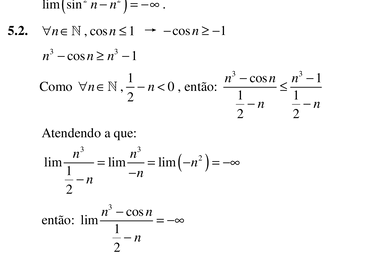 lim(sin² n−n²)=−∞.
5.2. ∀n∈ℕ, cos n≤1 → −cos n≥−1
n³−cos n≥n³−1
Como ∀n∈ℕ, 1/2−n<0, então: (n³−cos n)/(1/2−n)≤(n³−1)/(1/2−n)
Atendendo a que:
lim n³/(1/2−n)=lim n³/(−n)=lim(−n²)=−∞
então: lim (n³−cos n)/(1/2−n)=−∞